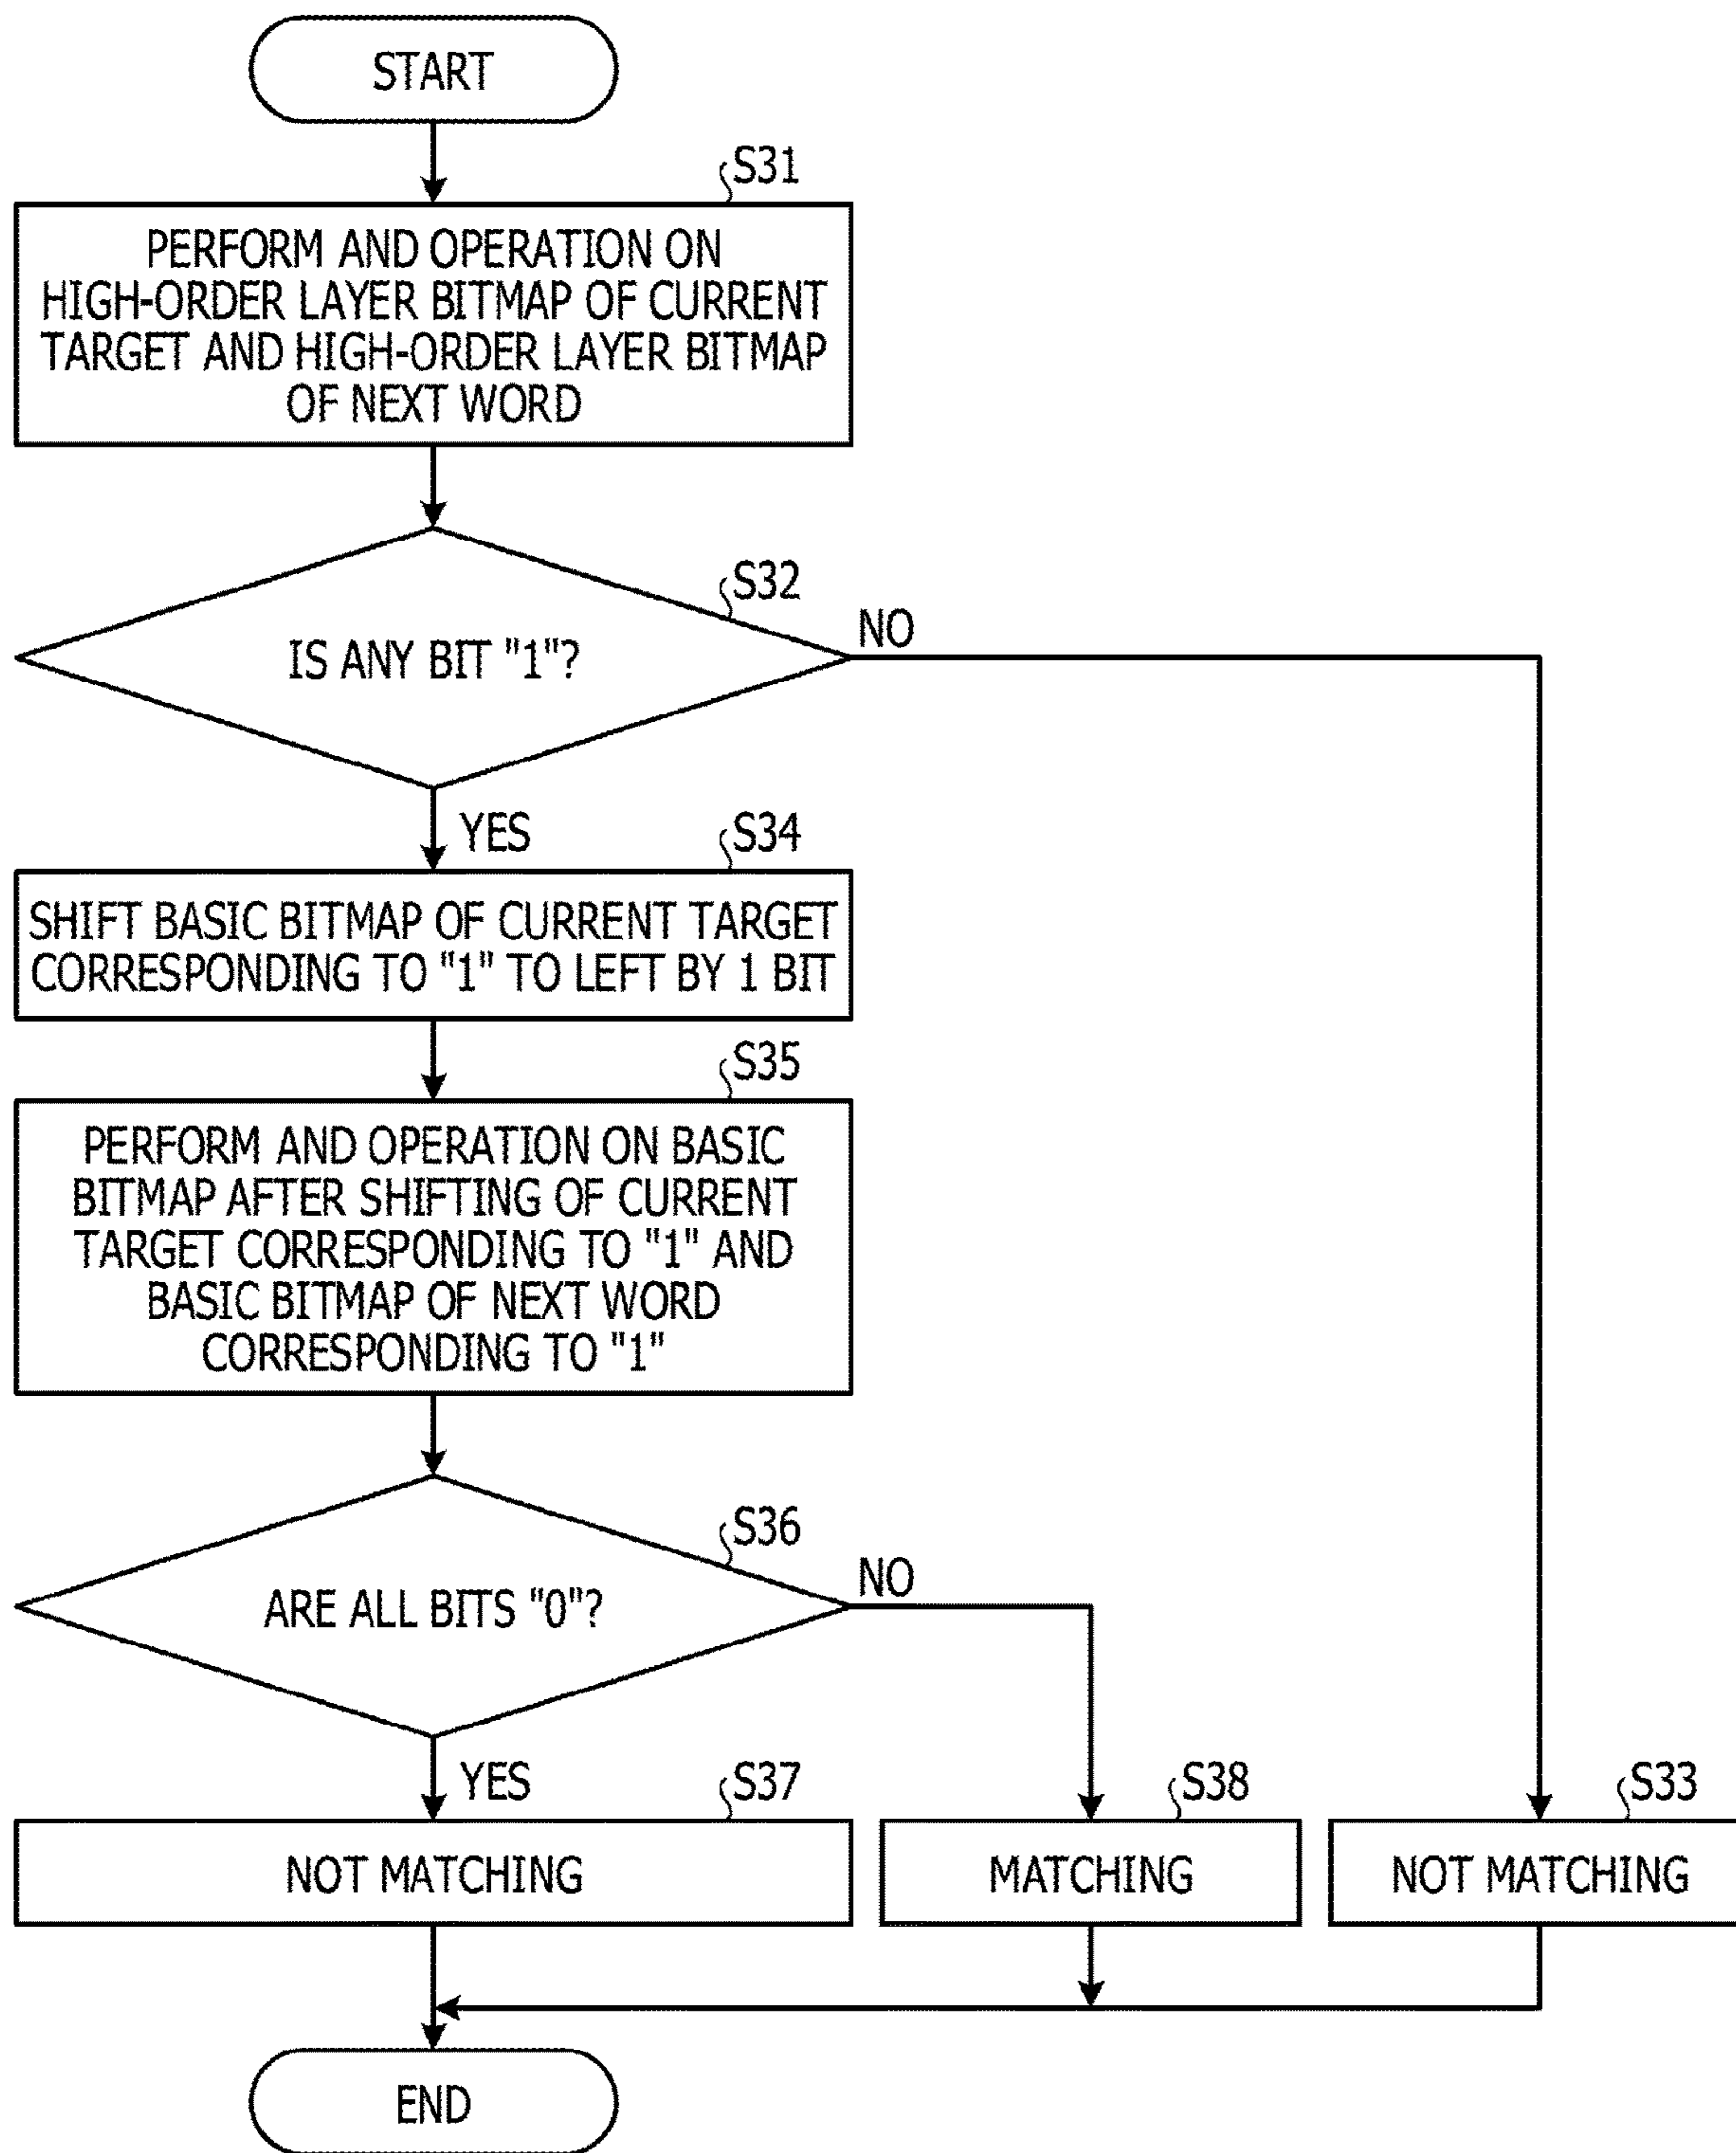 START
S31
PERFORM AND OPERATION ON
HIGH-ORDER LAYER BITMAP OF CURRENT
TARGET AND HIGH-ORDER LAYER BITMAP
OF NEXT WORD
S32
IS ANY BIT "1"?
NO
YES
S34
SHIFT BASIC BITMAP OF CURRENT TARGET
CORRESPONDING TO "1" TO LEFT BY 1 BIT
S35
PERFORM AND OPERATION ON BASIC
BITMAP AFTER SHIFTING OF CURRENT
TARGET CORRESPONDING TO "1" AND
BASIC BITMAP OF NEXT WORD
CORRESPONDING TO "1"
S36
ARE ALL BITS "0"?
NO
YES
S37
NOT MATCHING
S38
MATCHING
S33
NOT MATCHING
END